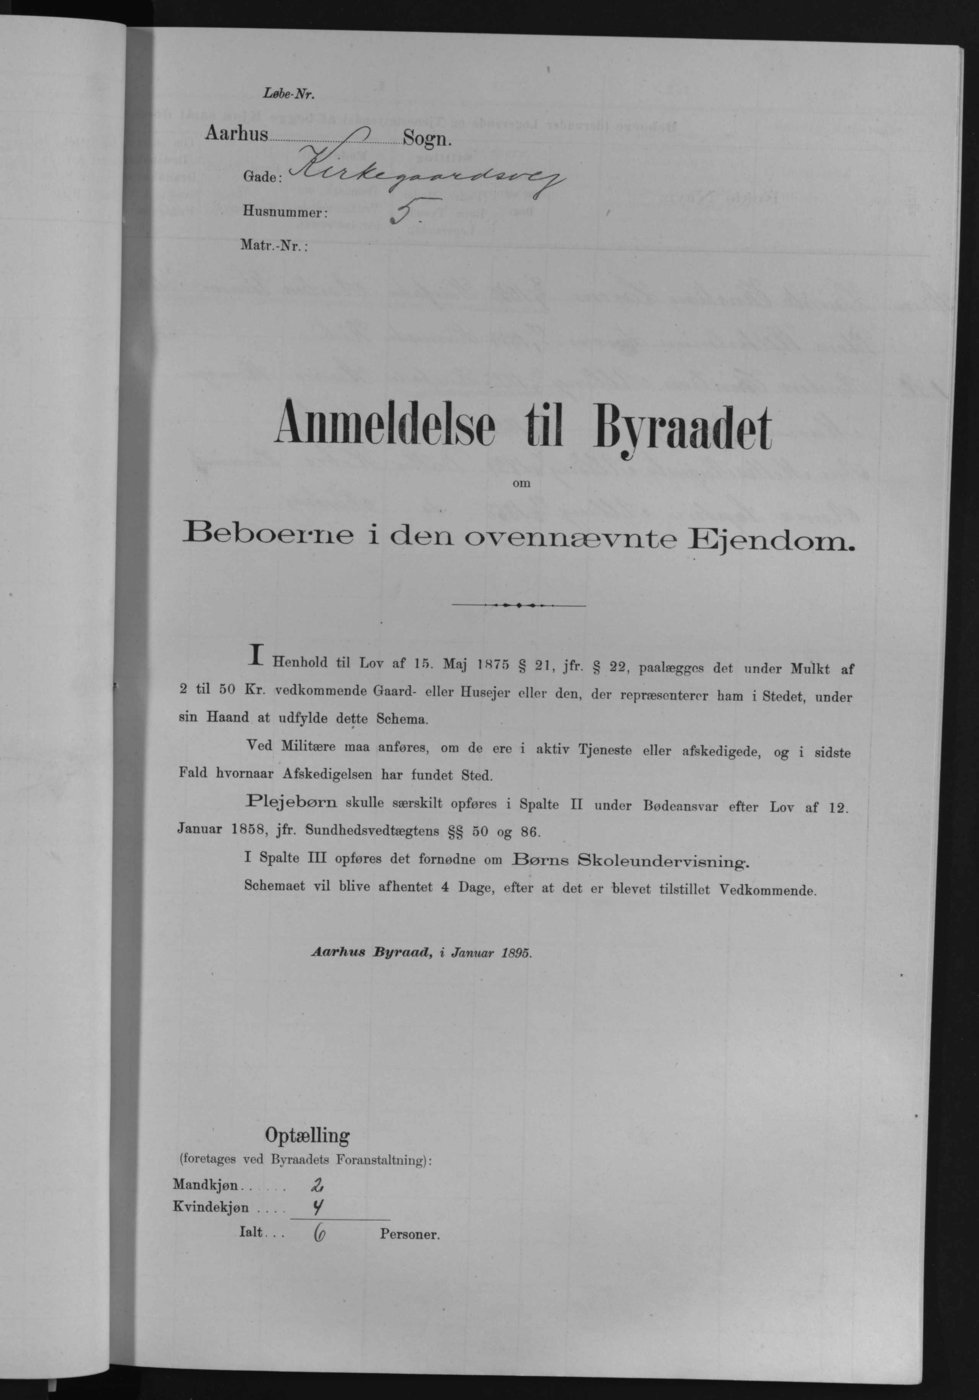 Løbe-Nr.
Aarhus Sogn.
Gade: Kirkegaardsvej
Husnummer: 5.
Matr.-Nr.:
Anmeldelse til Byraadet
om
Beboerne i den ovennævnte Ejendom.
I Henhold til Lov af 15. Maj 1875 § 21, jfr. § 22, paalægges det under Mulkt af
2 til 50 Kr. vedkommende Gaard- eller Husejer eller den, der repræsenterer ham i Stedet, under
sin Haand at udfylde dette Schema.
Ved Militære maa anføres, om de ere i aktiv Tjeneste eller afskedigede, og i sidste
Fald hvornaar Afskedigelsen har fundet Sted.
Plejebørn skulle særskilt opføres i Spalte II under Bødeansvar efter Lov af 12.
Januar 1858, jfr. Sundhedsvedtægtens §§ 50 og 86.
I Spalte III opføres det fornødne om Børns Skoleundervisning.
Schemaet vil blive afhentet 4 Dage, efter at det er blevet tilstillet Vedkommende.
Aarhus Byraad, i Januar 1895.
Optælling
(foretages ved Byraadets Foranstaltning):
Mandkjøn...... 2
Kvindekjøn .... 4
Ialt... 6 Personer.